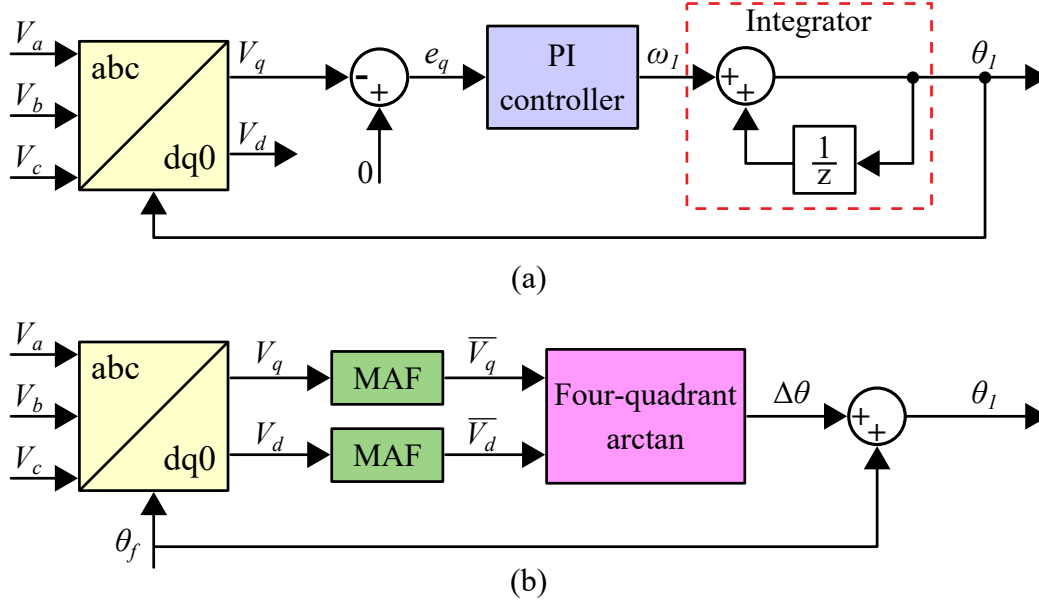 Integrator
V_a
V_b
V_c
abc
dq0
V_q
V_d
-
+
0
e_q
PI
controller
ω_1
+
+
1
z
θ_1
(a)
V_a
V_b
V_c
abc
dq0
θ_f
V_q
MAF
V̅_q
V_d
MAF
V̅_d
Four-quadrant
arctan
Δθ
+
+
θ_1
(b)